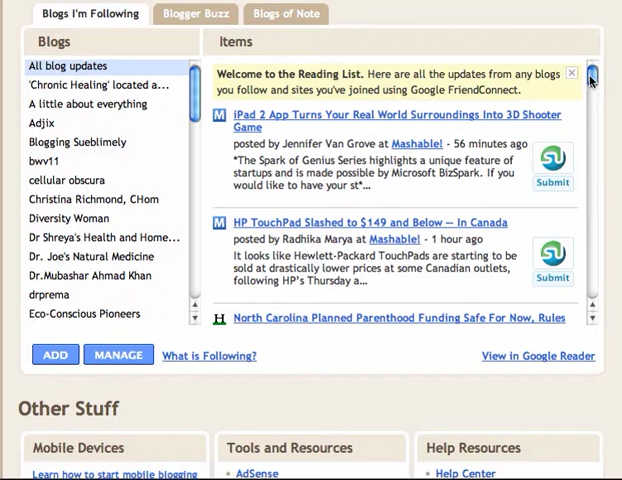 Blogs I'm Following
Blogger Buzz
Blogs of Note
Blogs
Items
All blog updates
'Chronic Healing' located a...
A little about everything
Adjix
Blogging Sueblimely
bwv11
cellular obscura
Christina Richmond, CHom
Diversity Woman
Dr Shreya's Health and Home...
Dr. Joe's Natural Medicine
Dr.Mubashar Ahmad Khan
drprema
Eco-Conscious Pioneers
Welcome to the Reading List. Here are all the updates from any blogs
you follow and sites you've joined using Google FriendConnect.
M
iPad 2 App Turns Your Real World Surroundings Into 3D Shooter
Game
posted by Jennifer Van Grove at Mashable! - 56 minutes ago
*The Spark of Genius Series highlights a unique feature of
startups and is made possible by Microsoft BizSpark. If you
would like to have your st*...
Submit
M
HP TouchPad Slashed to $149 and Below — In Canada
posted by Radhika Marya at Mashable! - 1 hour ago
It looks like Hewlett-Packard TouchPads are starting to be
sold at drastically lower prices at some Canadian outlets,
following HP's Thursday a...
Submit
H
North Carolina Planned Parenthood Funding Safe For Now, Rules
ADD
MANAGE
What is Following?
View in Google Reader
Other Stuff
Mobile Devices
Learn how to start mobile blogging
Tools and Resources
AdSense
Help Resources
Help Center